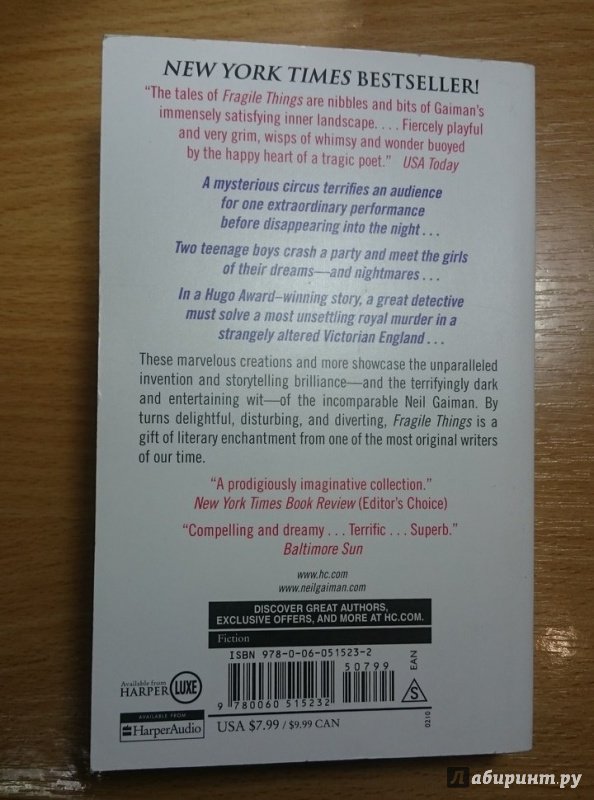 NEW YORK TIMES BESTSELLER!
“The tales of Fragile Things are nibbles and bits of Gaiman’s
immensely satisfying inner landscape. . . . Fiercely playful
and very grim, wisps of whimsy and wonder buoyed
by the happy heart of a tragic poet.” USA Today
A mysterious circus terrifies an audience
for one extraordinary performance
before disappearing into the night . . .
Two teenage boys crash a party and meet the girls
of their dreams—and nightmares . . .
In a Hugo Award–winning story, a great detective
must solve a most unsettling royal murder in a
strangely altered Victorian England . . .
These marvelous creations and more showcase the unparalleled
invention and storytelling brilliance—and the terrifyingly dark
and entertaining wit—of the incomparable Neil Gaiman. By
turns delightful, disturbing, and diverting, Fragile Things is a
gift of literary enchantment from one of the most original writers
of our time.
“A prodigiously imaginative collection.”
New York Times Book Review (Editor’s Choice)
“Compelling and dreamy . . . Terrific . . . Superb.”
Baltimore Sun
www.hc.com
www.neilgaiman.com
DISCOVER GREAT AUTHORS,
EXCLUSIVE OFFERS, AND MORE AT HC.COM.
Fiction
ISBN 978-0-06-051523-2
50799
EAN
Available from
HARPER LUXE
S
9 780060 515232
AVAILABLE FROM
HarperAudio
USA $7.99 / $9.99 CAN
0210
Лабиринт.ру